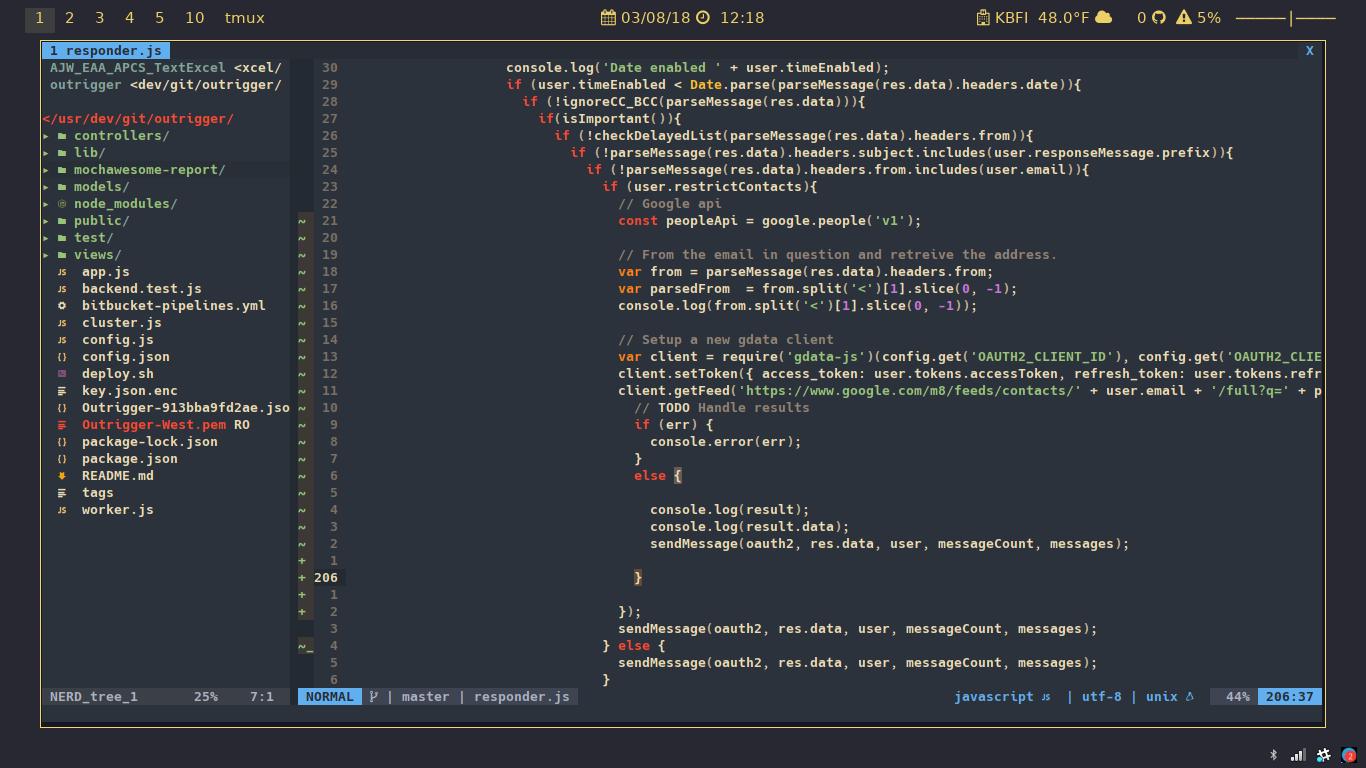 1 2 3 4 5 10 tmux 03/08/18 12:18 KBFI 48.0°F 0 5% ──────|────
1 responder.js X
AJW_EAA_APCS_TextExcel <xcel/
outrigger <dev/git/outrigger/
</usr/dev/git/outrigger/
▸ controllers/
▸ lib/
▸ mochawesome-report/
▸ models/
▸ node_modules/
▸ public/
▸ test/
▸ views/
JS app.js
JS backend.test.js
bitbucket-pipelines.yml
JS cluster.js
JS config.js
{} config.json
deploy.sh
key.json.enc
{} Outrigger-913bba9fd2ae.jso
Outrigger-West.pem RO
{} package-lock.json
{} package.json
README.md
tags
JS worker.js
30 console.log('Date enabled ' + user.timeEnabled);
29 if (user.timeEnabled < Date.parse(parseMessage(res.data).headers.date)){
28 if (!ignoreCC_BCC(parseMessage(res.data))){
27 if(isImportant()){
26 if (!checkDelayedList(parseMessage(res.data).headers.from)){
25 if (!parseMessage(res.data).headers.subject.includes(user.responseMessage.prefix)){
24 if (!parseMessage(res.data).headers.from.includes(user.email)){
23 if (user.restrictContacts){
22 // Google api
~ 21 const peopleApi = google.people('v1');
~ 20
~ 19 // From the email in question and retreive the address.
~ 18 var from = parseMessage(res.data).headers.from;
~ 17 var parsedFrom  = from.split('<')[1].slice(0, -1);
~ 16 console.log(from.split('<')[1].slice(0, -1));
~ 15
~ 14 // Setup a new gdata client
~ 13 var client = require('gdata-js')(config.get('OAUTH2_CLIENT_ID'), config.get('OAUTH2_CLIE
~ 12 client.setToken({ access_token: user.tokens.accessToken, refresh_token: user.tokens.refr
~ 11 client.getFeed('https://www.google.com/m8/feeds/contacts/' + user.email + '/full?q=' + p
~ 10 // TODO Handle results
~ 9 if (err) {
~ 8 console.error(err);
~ 7 }
~ 6 else {
~ 5
~ 4 console.log(result);
~ 3 console.log(result.data);
~ 2 sendMessage(oauth2, res.data, user, messageCount, messages);
+ 1
+ 206 }
+ 1
+ 2 });
3 sendMessage(oauth2, res.data, user, messageCount, messages);
~_ 4 } else {
5 sendMessage(oauth2, res.data, user, messageCount, messages);
6 }
NERD_tree_1 25% 7:1 NORMAL | master | responder.js javascript JS | utf-8 | unix 44% 206:37
2